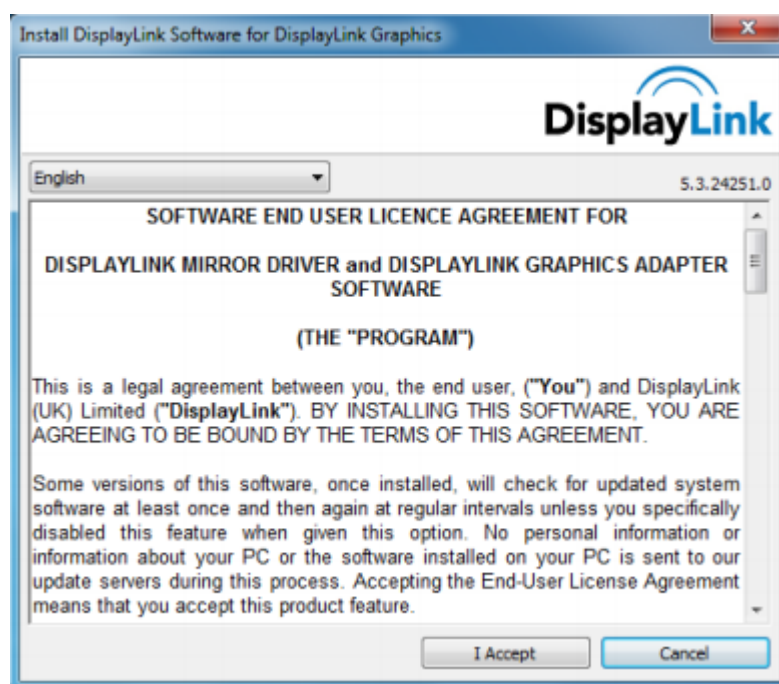 Install DisplayLink Software for DisplayLink Graphics
DisplayLink
English
5.3.24251.0
SOFTWARE END USER LICENCE AGREEMENT FOR
DISPLAYLINK MIRROR DRIVER and DISPLAYLINK GRAPHICS ADAPTER
SOFTWARE
(THE "PROGRAM")
This is a legal agreement between you, the end user, ("You") and DisplayLink
(UK) Limited ("DisplayLink"). BY INSTALLING THIS SOFTWARE, YOU ARE
AGREEING TO BE BOUND BY THE TERMS OF THIS AGREEMENT.
Some versions of this software, once installed, will check for updated system
software at least once and then again at regular intervals unless you specifically
disabled this feature when given this option. No personal information or
information about your PC or the software installed on your PC is sent to our
update servers during this process. Accepting the End-User License Agreement
means that you accept this product feature.
I Accept
Cancel